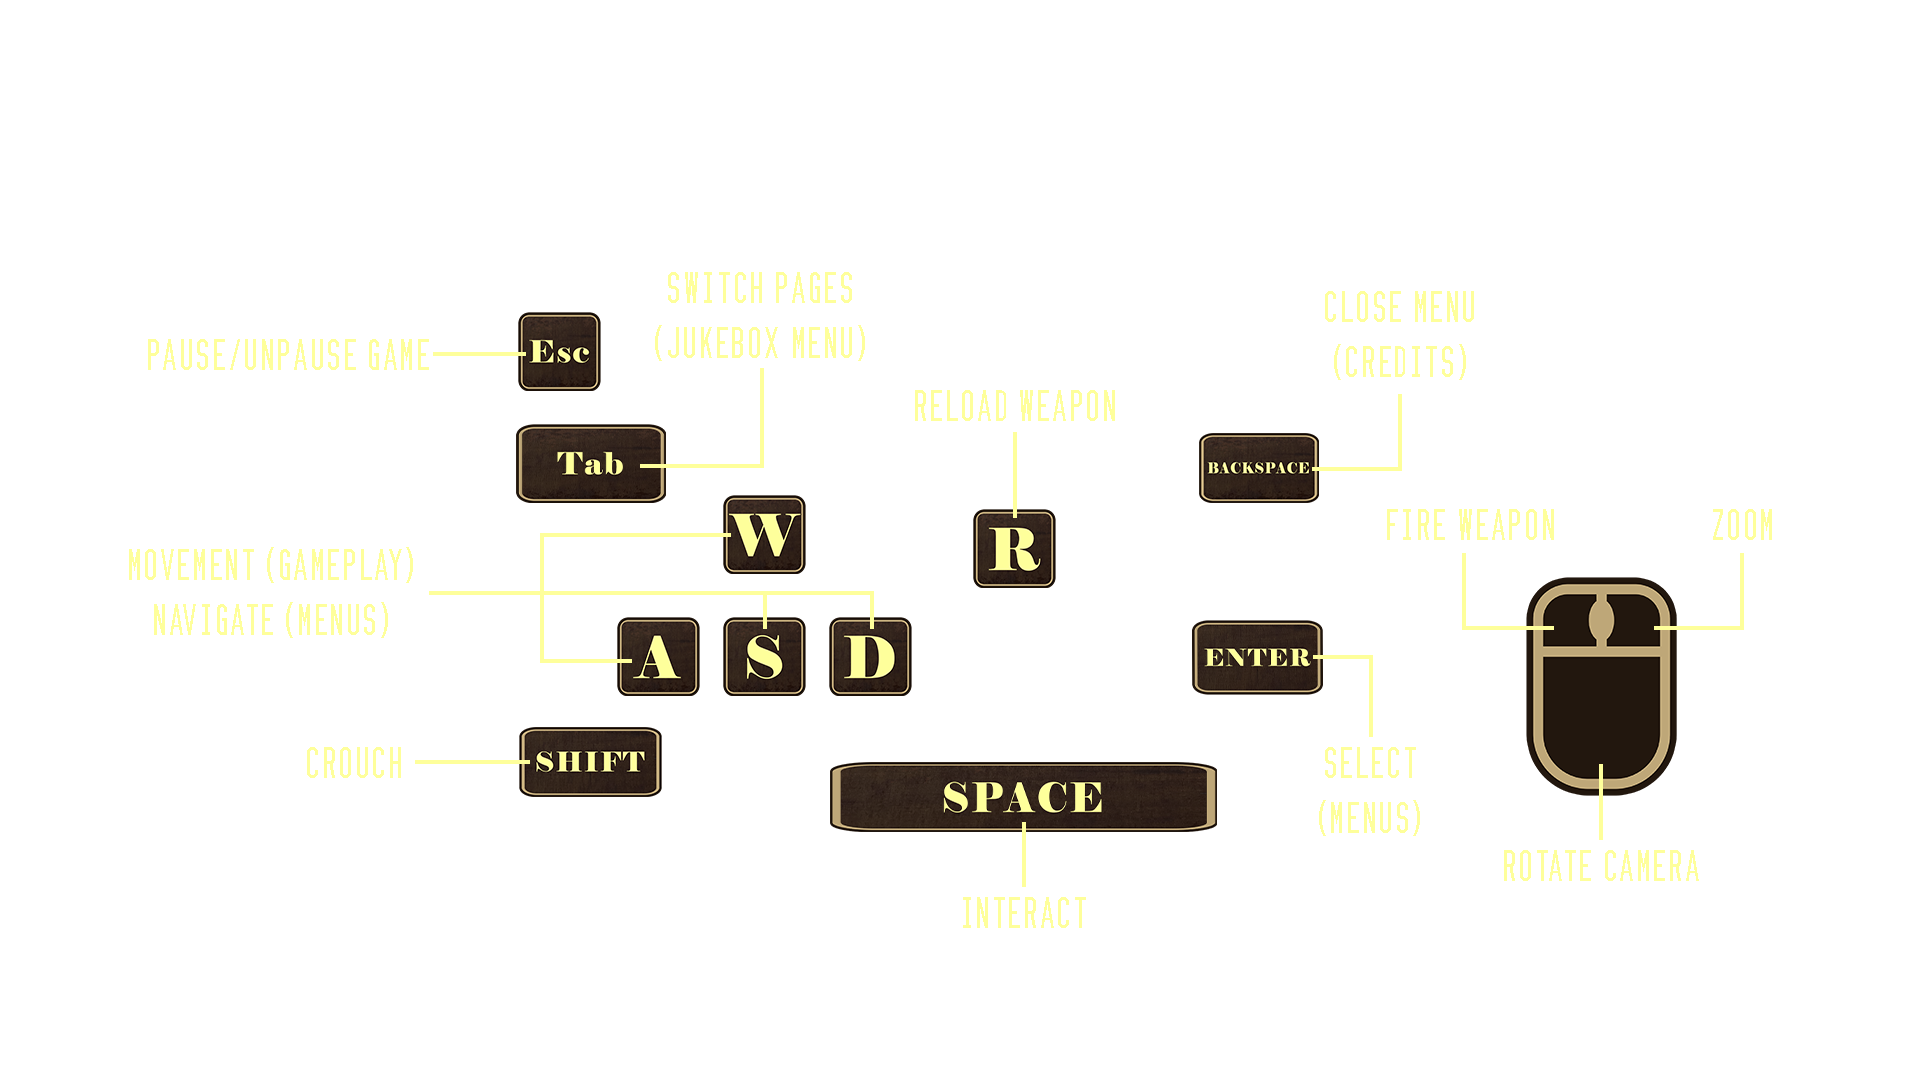 SWITCH PAGES
(JUKEBOX MENU)
CLOSE MENU
(CREDITS)
PAUSE/UNPAUSE GAME
Esc
RELOAD WEAPON
Tab
BACKSPACE
FIRE WEAPON
ZOOM
W
R
MOVEMENT (GAMEPLAY)
NAVIGATE (MENUS)
A
S
D
ENTER
CROUCH
SHIFT
SELECT
(MENUS)
SPACE
ROTATE CAMERA
INTERACT